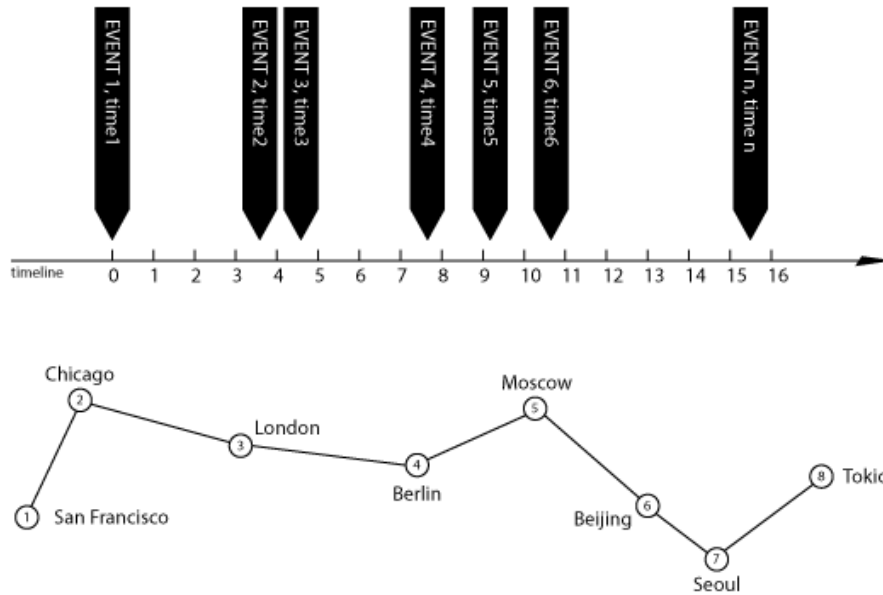 EVENT 1, time1
EVENT 2, time2
EVENT 3, time3
EVENT 4, time4
EVENT 5, time5
EVENT 6, time6
EVENT n, time n
timeline
0 1 2 3 4 5 6 7 8 9 10 11 12 13 14 15 16
Chicago
2
London
3
Moscow
5
4
Berlin
1
San Francisco
6
Beijing
7
Seoul
8
Tokio